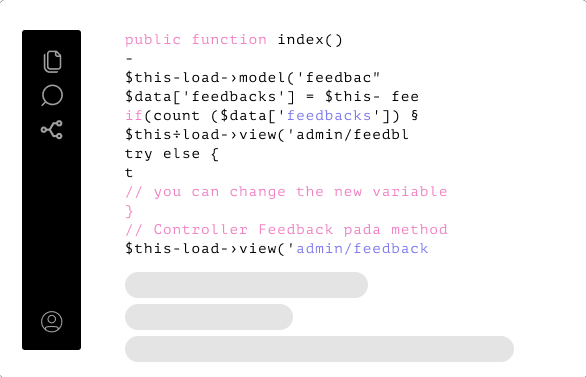 public function index()
-
$this-load->model('feedbac"
$data['feedbacks'] = $this- fee
if(count ($data['feedbacks']) §
$this÷load->view('admin/feedbl
try else {
t
// you can change the new variable
}
// Controller Feedback pada method
$this-load->view('admin/feedback